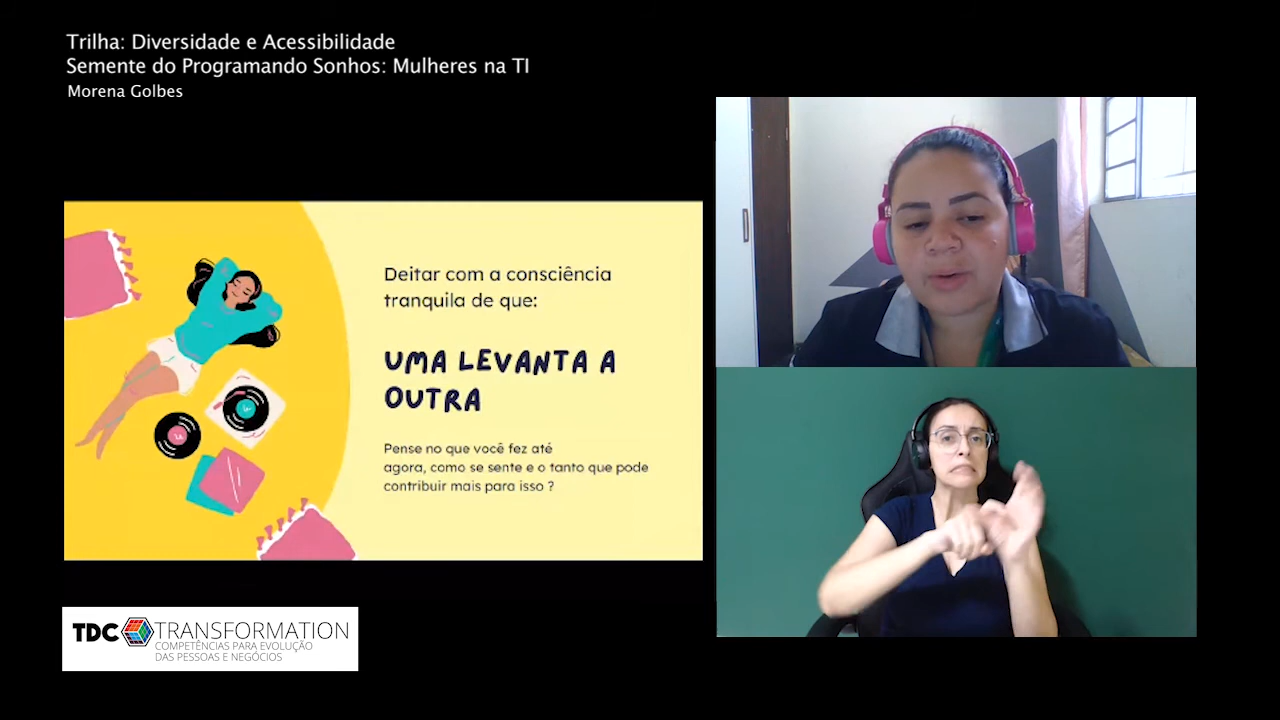 Trilha: Diversidade e Acessibilidade
Semente do Programando Sonhos: Mulheres na TI
Morena Golbes
Deitar com a consciência
tranquila de que:
UMA LEVANTA A
OUTRA
Pense no que você fez até
agora, como se sente e o tanto que pode
contribuir mais para isso ?
TDC TRANSFORMATION
COMPETÊNCIAS PARA EVOLUÇÃO
DAS PESSOAS E NEGÓCIOS